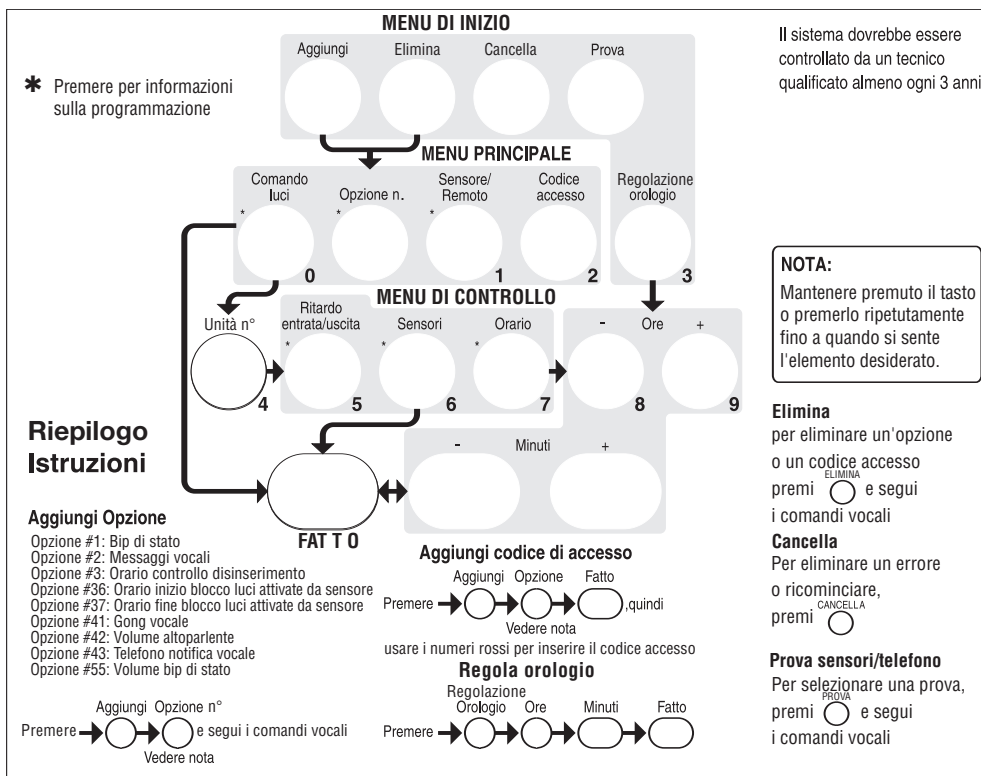 MENU DI INIZIO
Aggiungi Elimina Cancella Prova
Il sistema dovrebbe essere
controllato da un tecnico
qualificato almeno ogni 3 anni
* Premere per informazioni
sulla programmazione
MENU PRINCIPALE
Comando
luci
*
Opzione n.
*
Sensore/
Remoto
*
Codice
accesso
Regolazione
orologio
0 1 2 3
MENU DI CONTROLLO
Unità n°
Ritardo
entrata/uscita
*
Sensori
*
Orario
*
- Ore +
4 5 6 7 8 9
- Minuti +
FAT T O
NOTA:
Mantenere premuto il tasto
o premerlo ripetutamente
fino a quando si sente
l'elemento desiderato.
Riepilogo
Istruzioni
Aggiungi Opzione
Opzione #1: Bip di stato
Opzione #2: Messaggi vocali
Opzione #3: Orario controllo disinserimento
Opzione #36: Orario inizio blocco luci attivate da sensore
Opzione #37: Orario fine blocco luci attivate da sensore
Opzione #41: Gong vocale
Opzione #42: Volume altoparlente
Opzione #43: Telefono notifica vocale
Opzione #55: Volume bip di stato
Aggiungi Opzione n°
Premere e segui i comandi vocali
Vedere nota
Aggiungi codice di accesso
Aggiungi Opzione Fatto
Premere ,quindi
Vedere nota
usare i numeri rossi per inserire il codice accesso
Regola orologio
Regolazione
Orologio Ore Minuti Fatto
Premere
Elimina
per eliminare un'opzione
o un codice accesso
ELIMINA
premi e segui
i comandi vocali
Cancella
Per eliminare un errore
o ricominciare,
CANCELLA
premi
Prova sensori/telefono
Per selezionare una prova,
PROVA
premi e segui
i comandi vocali